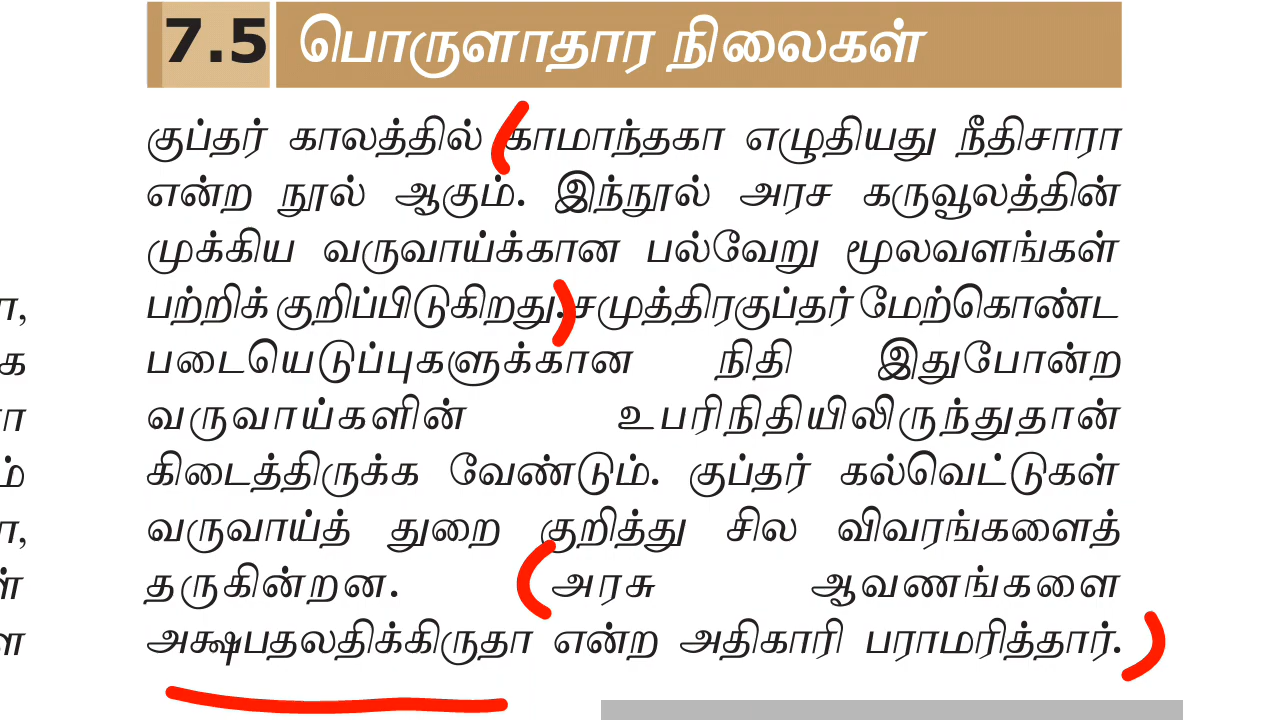 7.5 பொருளாதார நிலைகள்
குப்தர் காலத்தில் காமாந்தகா எழுதியது நீதிசாரா
என்ற நூல் ஆகும். இந்நூல் அரச கருவூலத்தின்
முக்கிய வருவாய்க்கான பல்வேறு மூலவளங்கள்
பற்றிக் குறிப்பிடுகிறது. சமுத்திரகுப்தர் மேற்கொண்ட
படையெடுப்புகளுக்கான நிதி இதுபோன்ற
வருவாய்களின் உபரிநிதியிலிருந்துதான்
கிடைத்திருக்க வேண்டும். குப்தர் கல்வெட்டுகள்
வருவாய்த் துறை குறித்து சில விவரங்களைத்
தருகின்றன. அரசு ஆவணங்களை
அக்ஷபதலதிக்கிருதா என்ற அதிகாரி பராமரித்தார்.